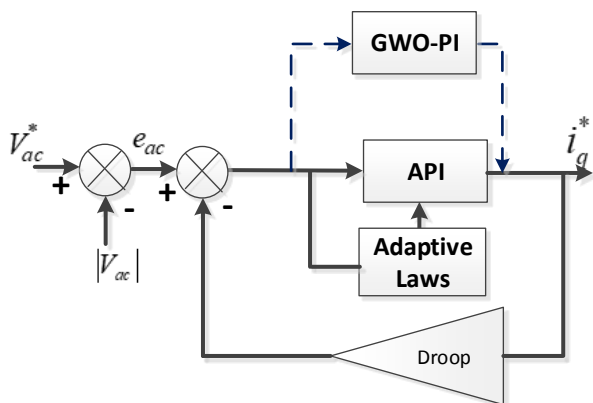 GWO-PI
V*ac
eac
i*q
+
-
+
-
API
|Vac|
Adaptive
Laws
Droop